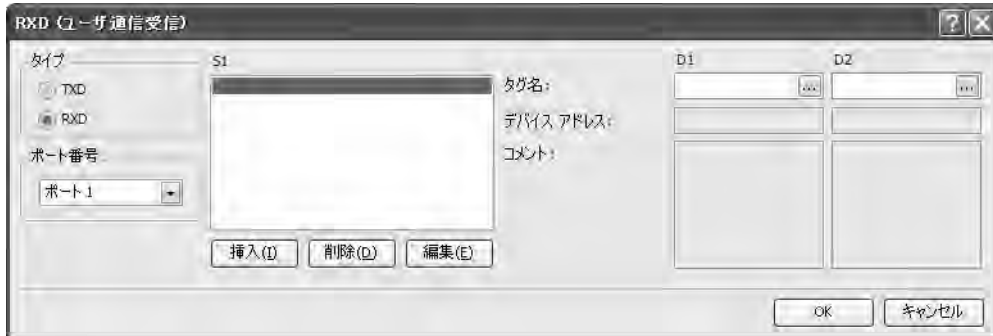 RXD (ユーザ通信受信)
タイプ
TXD
RXD
ポート番号
ポート 1
S1
挿入(I)
削除(D)
編集(E)
タグ名:
デバイス アドレス:
コメント:
D1
D2
...
...
OK
キャンセル